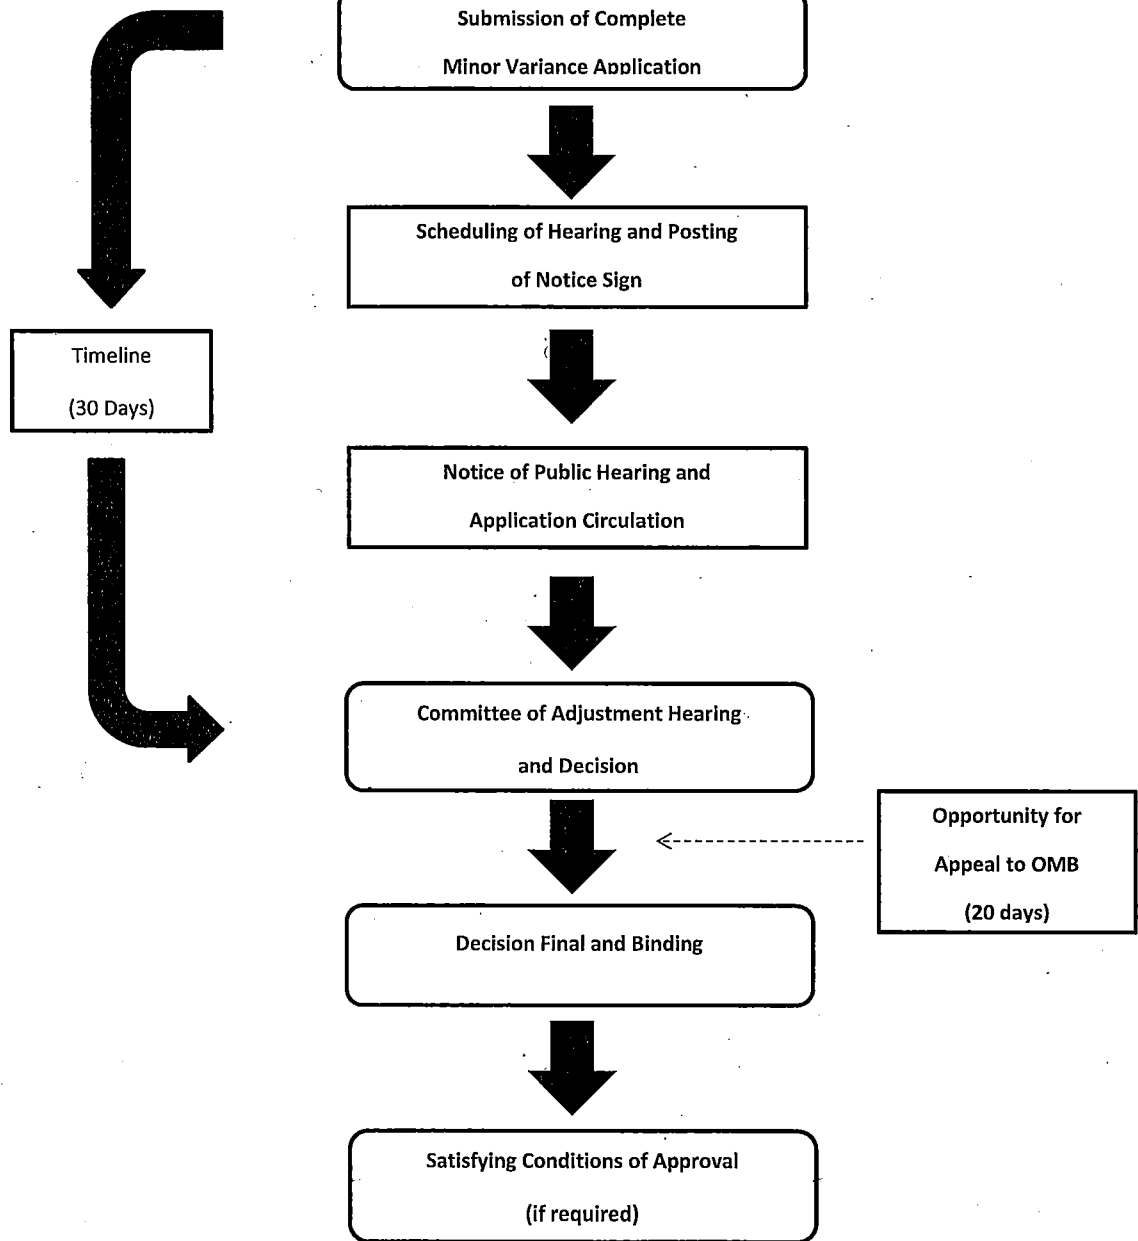 Submission of Complete
Minor Variance Application
Scheduling of Hearing and Posting
of Notice Sign
Timeline
(30 Days)
Notice of Public Hearing and
Application Circulation
Committee of Adjustment Hearing
and Decision
Opportunity for
Appeal to OMB
(20 days)
Decision Final and Binding
Satisfying Conditions of Approval
(if required)